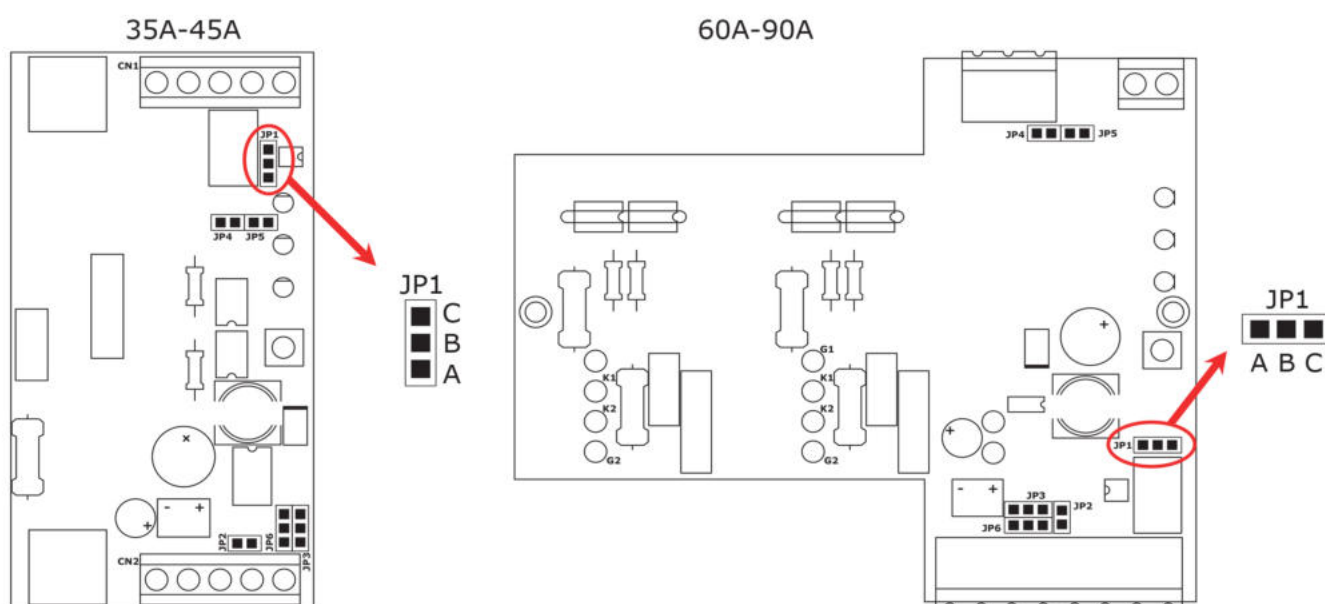 35A-45A
CN1
JP1
JP4 JP5
JP1
C
B
A
JP2
JP6
JP3
CN2
- +
+
×
60A-90A
JP4 JP5
G1
K1 K1
K2 K2
G2 G2
+
+
JP1
- +
JP3
JP2
JP6
JP1
A B C